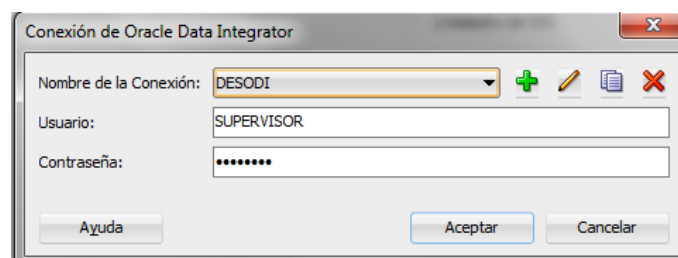 Conexión de Oracle Data Integrator
Nombre de la Conexión: DESODI
Usuario: SUPERVISOR
Contraseña: ••••••••
Ayuda Aceptar Cancelar